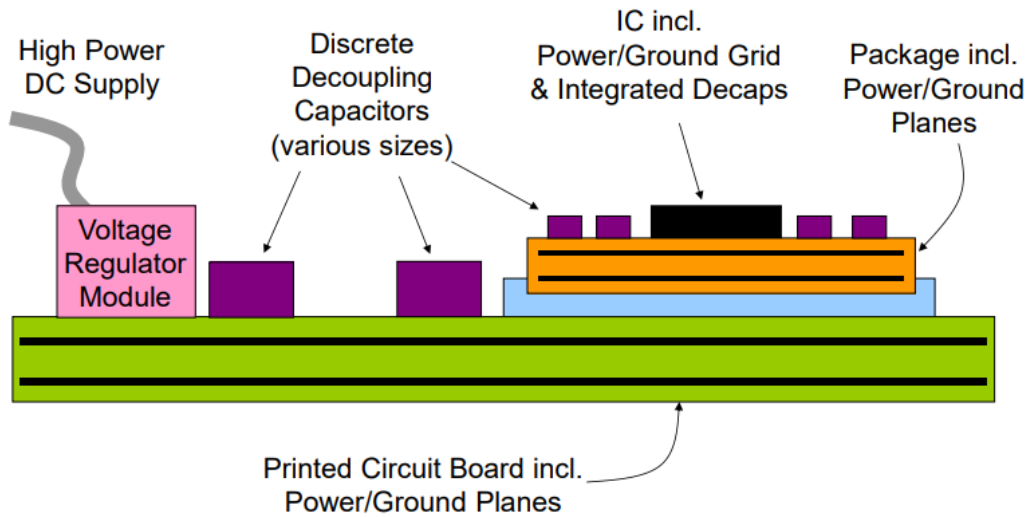 High Power
DC Supply
Discrete
Decoupling
Capacitors
(various sizes)
IC incl.
Power/Ground Grid
& Integrated Decaps
Package incl.
Power/Ground
Planes
Voltage
Regulator
Module
Printed Circuit Board incl.
Power/Ground Planes